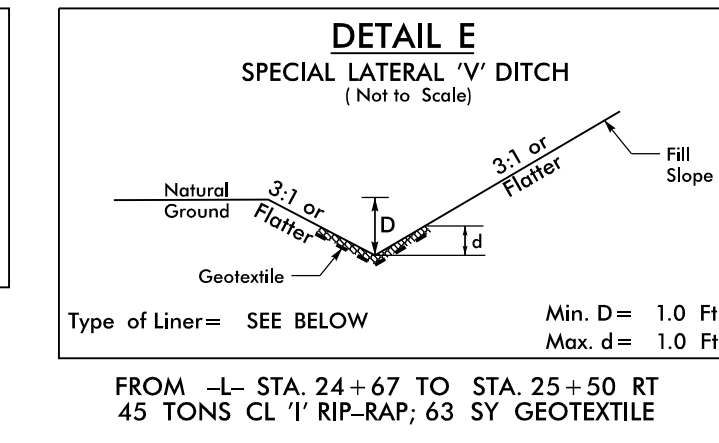 DETAIL E
SPECIAL LATERAL 'V' DITCH
( Not to Scale)
3:1 or
Flatter
Fill
Slope
Natural
Ground
3:1 or
Flatter
D
d
Geotextile
Type of Liner= SEE BELOW
Min. D= 1.0 Ft
Max. d= 1.0 Ft
FROM –L– STA. 24+67 TO STA. 25+50 RT
45 TONS CL 'I' RIP–RAP; 63 SY GEOTEXTILE